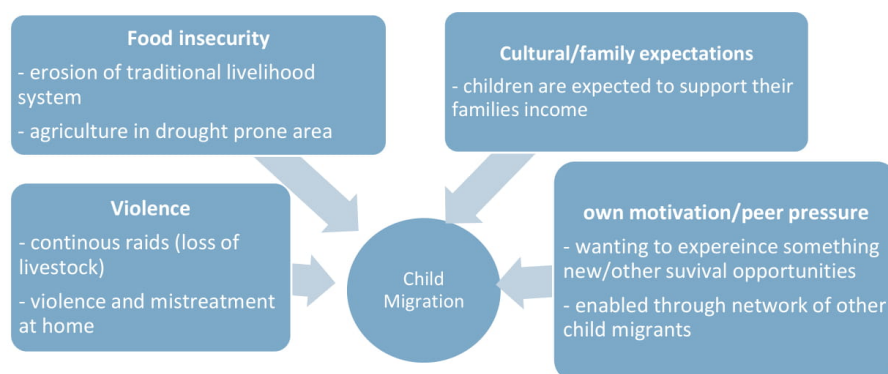 Food insecurity
- erosion of traditional livelihood
system
- agriculture in drought prone area
Cultural/family expectations
- children are expected to support their
families income
Violence
- continous raids (loss of
livestock)
- violence and mistreatment
at home
Child
Migration
own motivation/peer pressure
- wanting to expereince something
new/other suvival opportunities
- enabled through network of other
child migrants